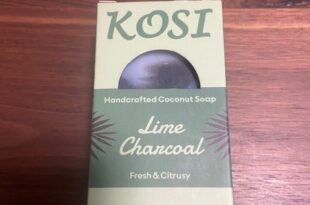 KOSI
Handcrafted Coconut Soap
Lime
Charcoal
Fresh & Citrusy